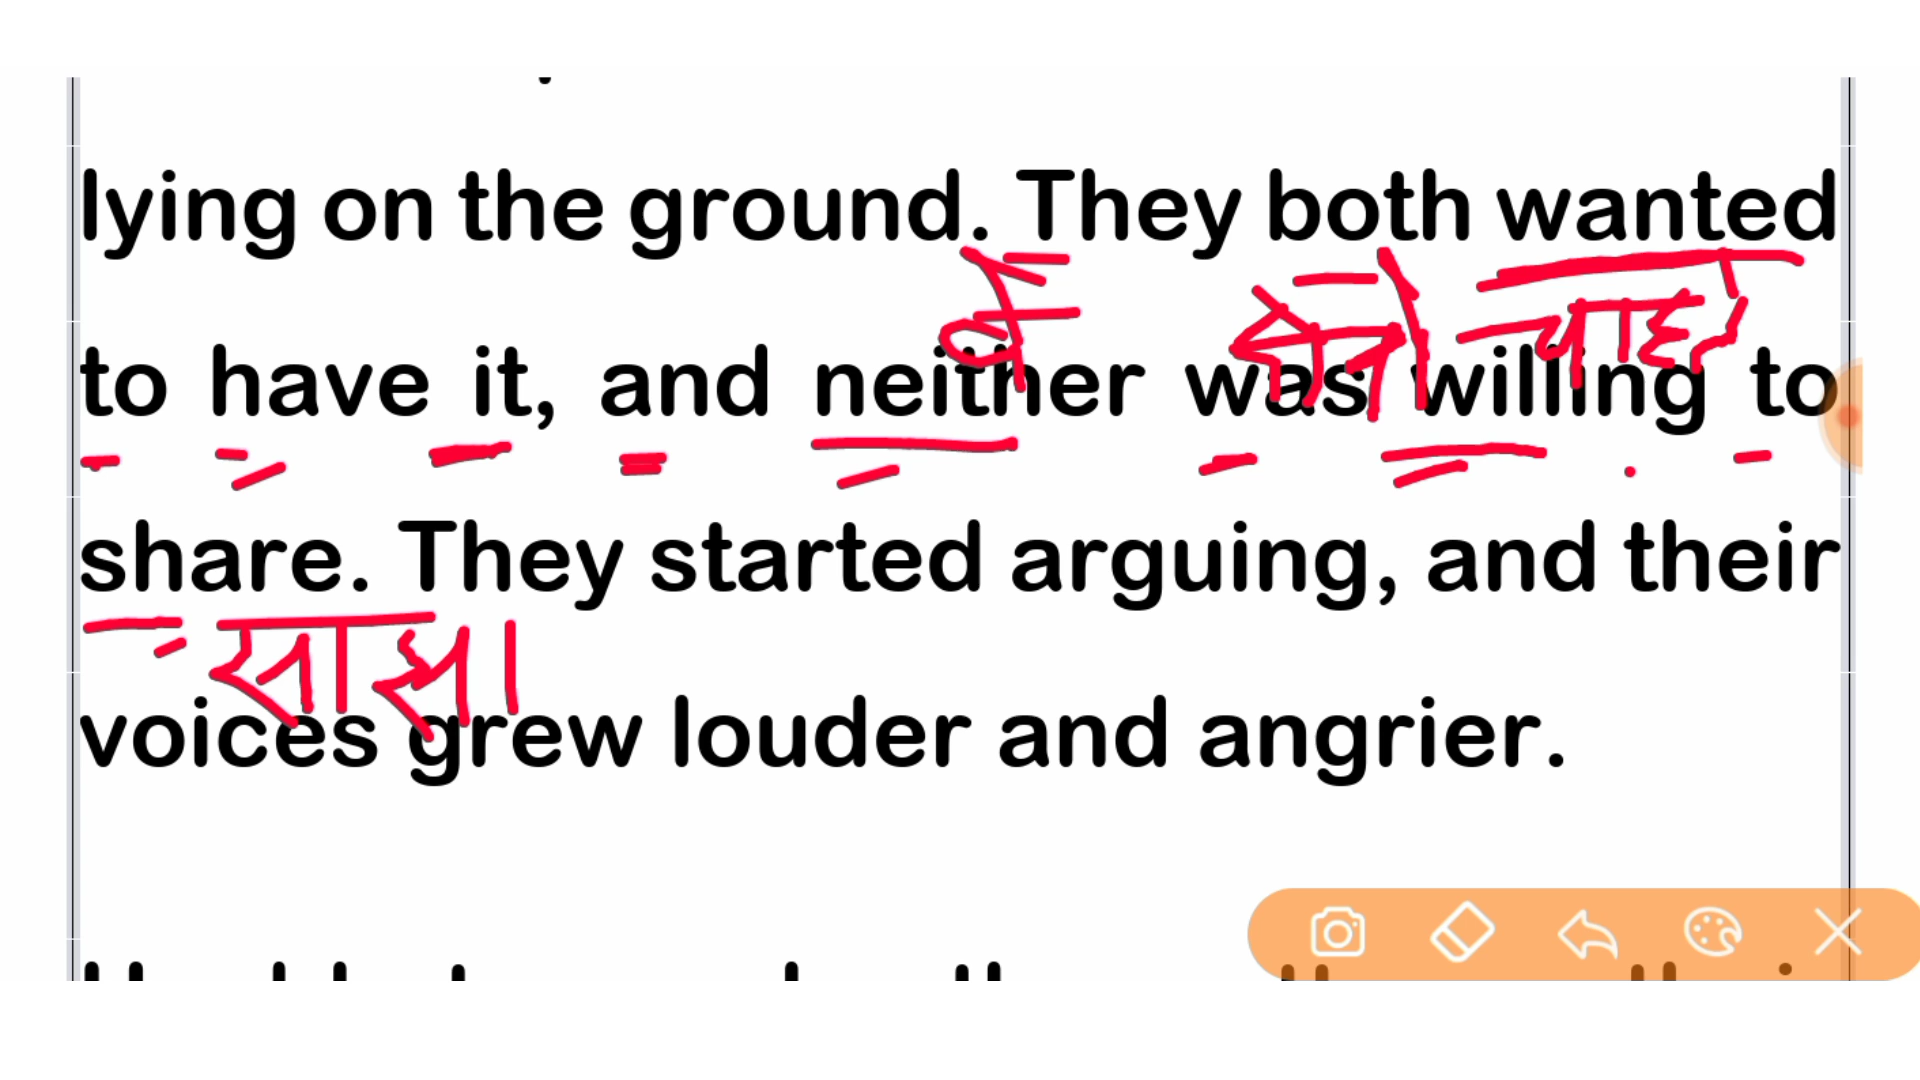 lying on the ground. They both wanted
वे दोनों चाह
to have it, and neither was willing to
share. They started arguing, and their
साझा
voices grew louder and angrier.